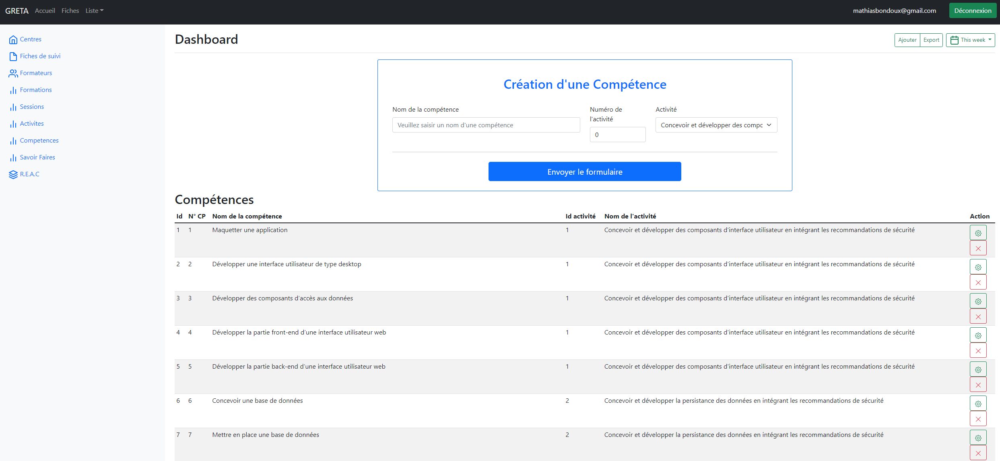 GRETA Accueil Fiches Liste mathiasbondoux@gmail.com Déconnexion
Centres
Fiches de suivi
Formateurs
Formations
Sessions
Activites
Competences
Savoir Faires
R.E.A.C
Dashboard
Ajouter Export This week
Création d'une Compétence
Nom de la compétence
Veuillez saisir un nom d'une compétence
Numéro de
l'activité
0
Activité
Concevoir et développer des compo
Envoyer le formulaire
Compétences
Id N° CP Nom de la compétence Id activité Nom de l'activité Action
1 1 Maquetter une application 1 Concevoir et développer des composants d'interface utilisateur en intégrant les recommandations de sécurité
2 2 Développer une interface utilisateur de type desktop 1 Concevoir et développer des composants d'interface utilisateur en intégrant les recommandations de sécurité
3 3 Développer des composants d’accès aux données 1 Concevoir et développer des composants d'interface utilisateur en intégrant les recommandations de sécurité
4 4 Développer la partie front-end d’une interface utilisateur web 1 Concevoir et développer des composants d'interface utilisateur en intégrant les recommandations de sécurité
5 5 Développer la partie back-end d’une interface utilisateur web 1 Concevoir et développer des composants d'interface utilisateur en intégrant les recommandations de sécurité
6 6 Concevoir une base de données 2 Concevoir et développer la persistance des données en intégrant les recommandations de sécurité
7 7 Mettre en place une base de données 2 Concevoir et développer la persistance des données en intégrant les recommandations de sécurité